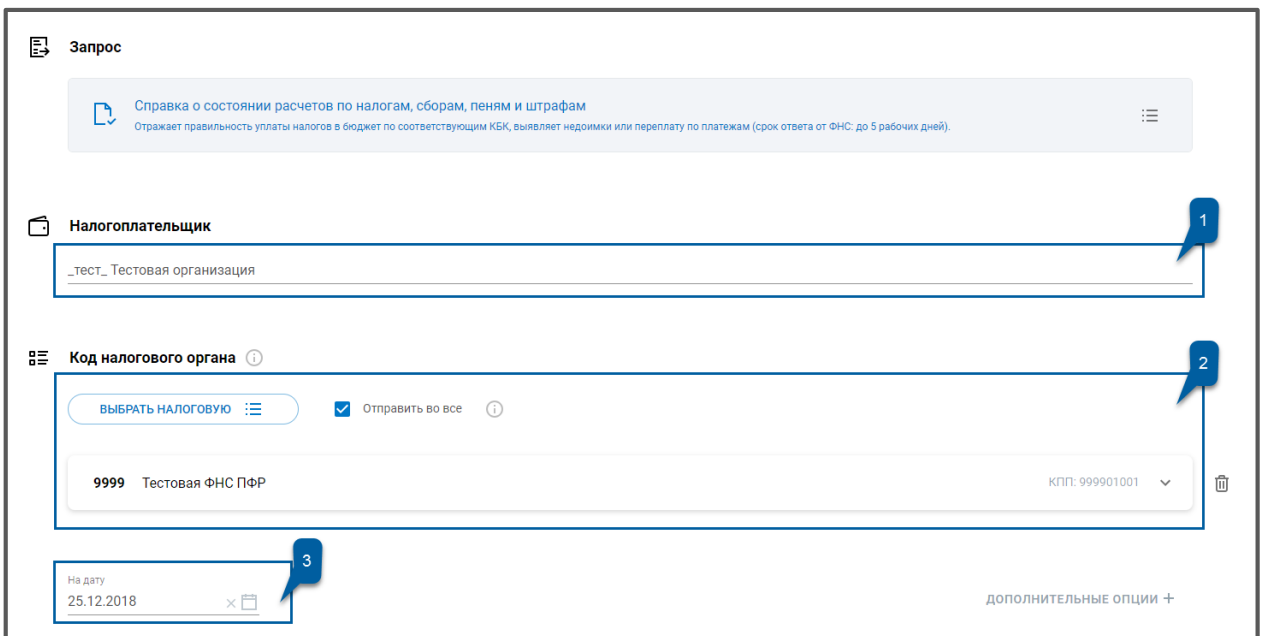 Запрос
Справка о состоянии расчетов по налогам, сборам, пеням и штрафам
Отражает правильность уплаты налогов в бюджет по соответствующим КБК, выявляет недоимки или переплату по платежам (срок ответа от ФНС: до 5 рабочих дней).
1
Налогоплательщик
_тест_ Тестовая организация
2
Код налогового органа
ВЫБРАТЬ НАЛОГОВУЮ
Отправить во все
9999 Тестовая ФНС ПФР
КПП: 999901001
3
На дату
25.12.2018
ДОПОЛНИТЕЛЬНЫЕ ОПЦИИ +